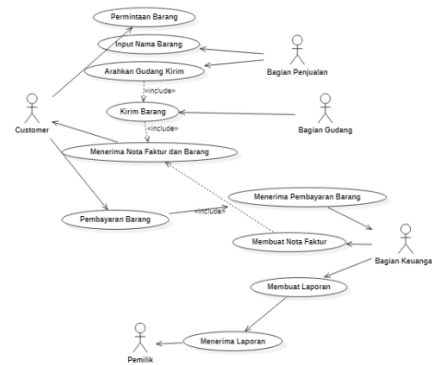 Permintaan Barang
Input Nama Barang
Arahkan Gudang Kirim
Bagian Penjualan
«include»
Kirim Barang
Customer
Bagian Gudang
«include»
Menerima Nota Faktur dan Barang
Menerima Pembayaran Barang
«include»
Pembayaran Barang
Membuat Nota Faktur
Bagian Keuanga
Membuat Laporan
Menerima Laporan
Pemilik